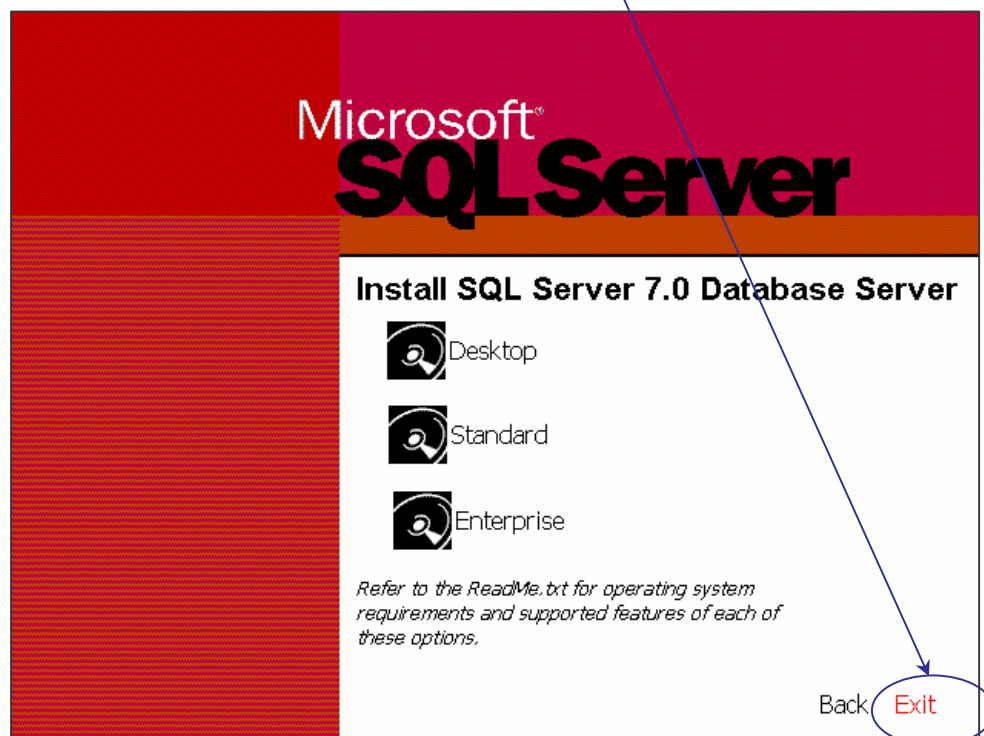 Microsoft®
SQL Server
Install SQL Server 7.0 Database Server
Desktop
Standard
Enterprise
Refer to the ReadMe.txt for operating system
requirements and supported features of each of
these options.
Back Exit